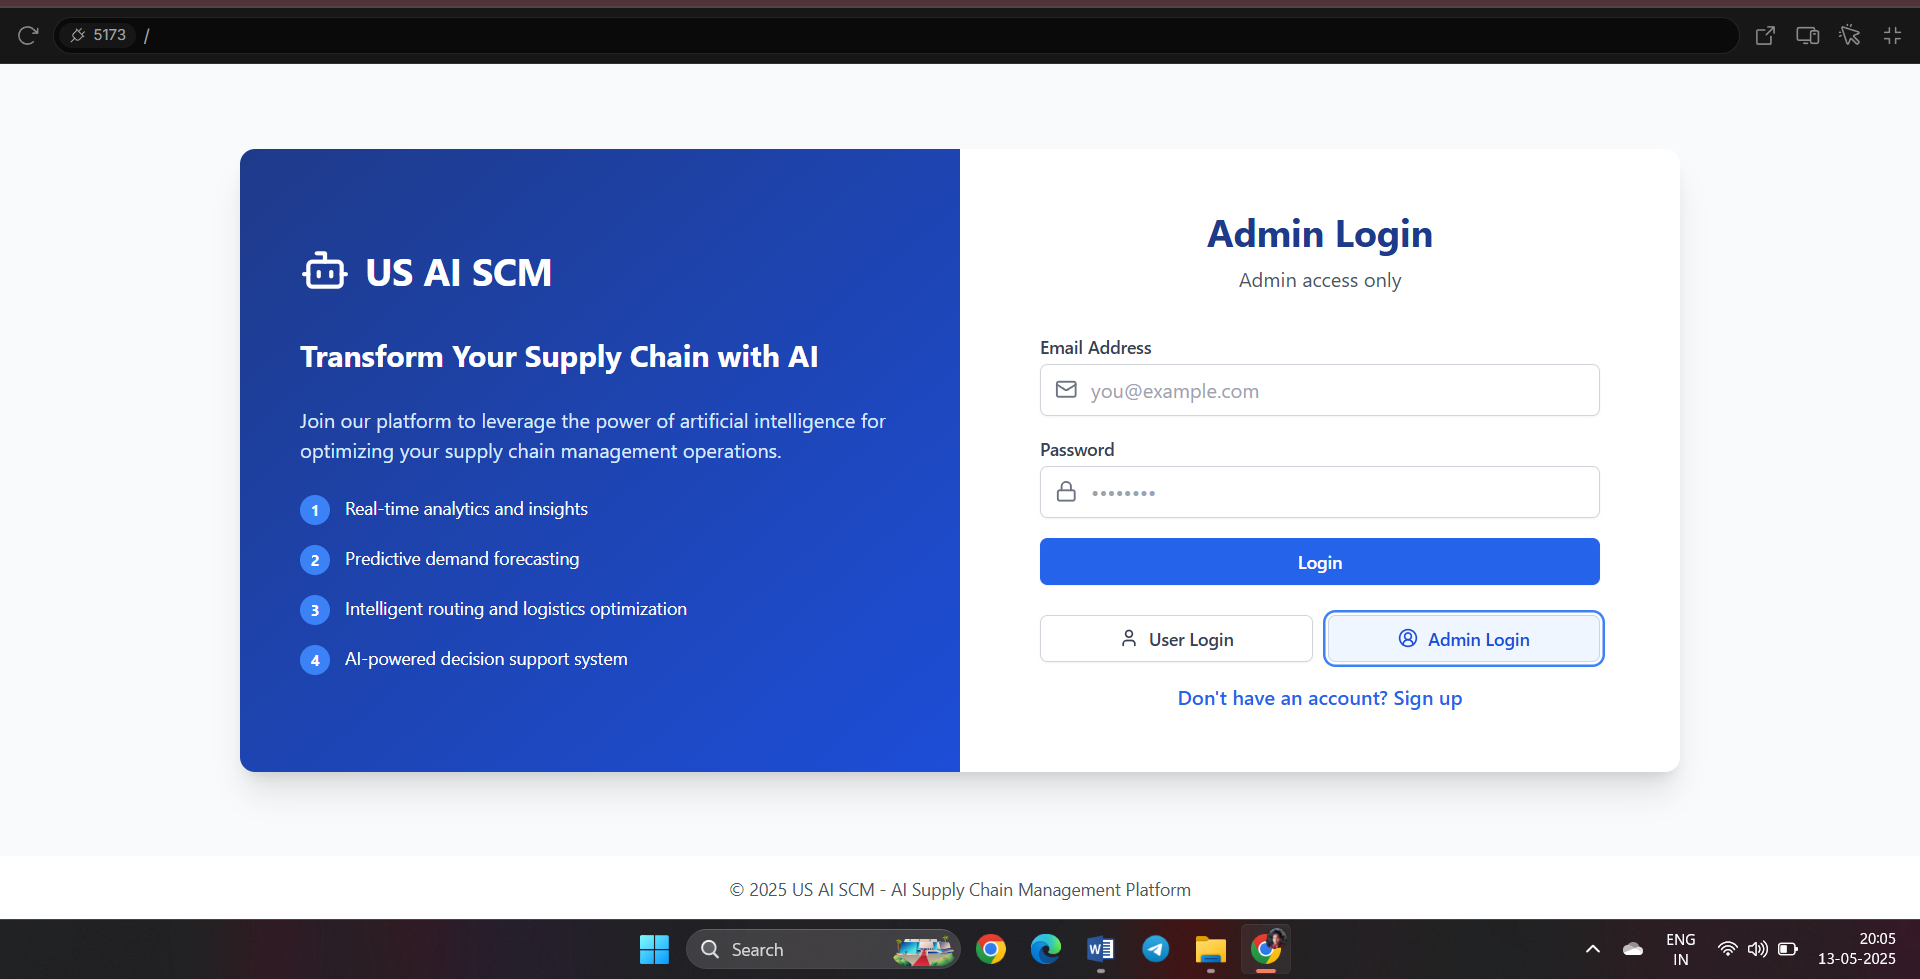 5173 /
US AI SCM
Transform Your Supply Chain with AI
Join our platform to leverage the power of artificial intelligence for
optimizing your supply chain management operations.
1 Real-time analytics and insights
2 Predictive demand forecasting
3 Intelligent routing and logistics optimization
4 AI-powered decision support system
Admin Login
Admin access only
Email Address
you@example.com
Password
••••••••
Login
User Login
Admin Login
Don't have an account? Sign up
© 2025 US AI SCM - AI Supply Chain Management Platform
Search
W
ENG
IN
20:05
13-05-2025